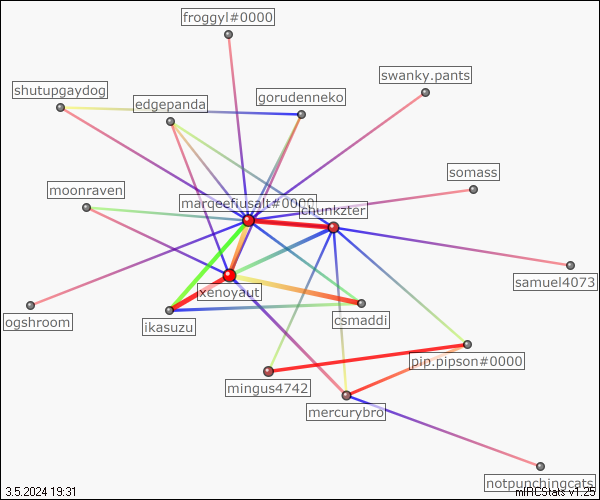 froggyl#0000
swanky.pants
shutupgaydog
gorudenneko
edgepanda
somass
moonraven
marqeefiusalt#0000
chunkzter
samuel4073
xenoyaut
ogshroom
csmaddi
ikasuzu
pip.pipson#0000
mingus4742
mercurybro
notpunchingcats
3.5.2024 19:31
mIRCStats v1.25